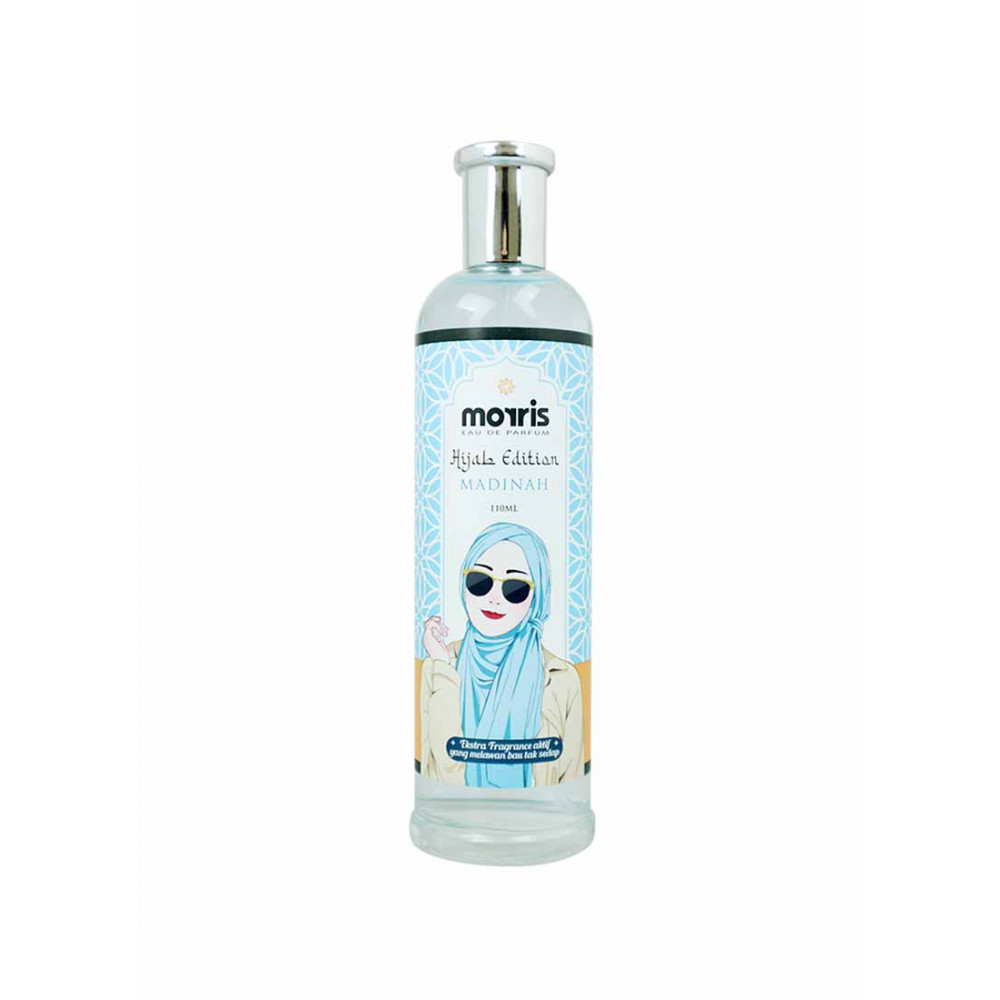 morris
EAU DE PARFUM
Hijab Edition
MADINAH
110ML
Ekstra Fragrance aktif
yang melawan bau tak sedap